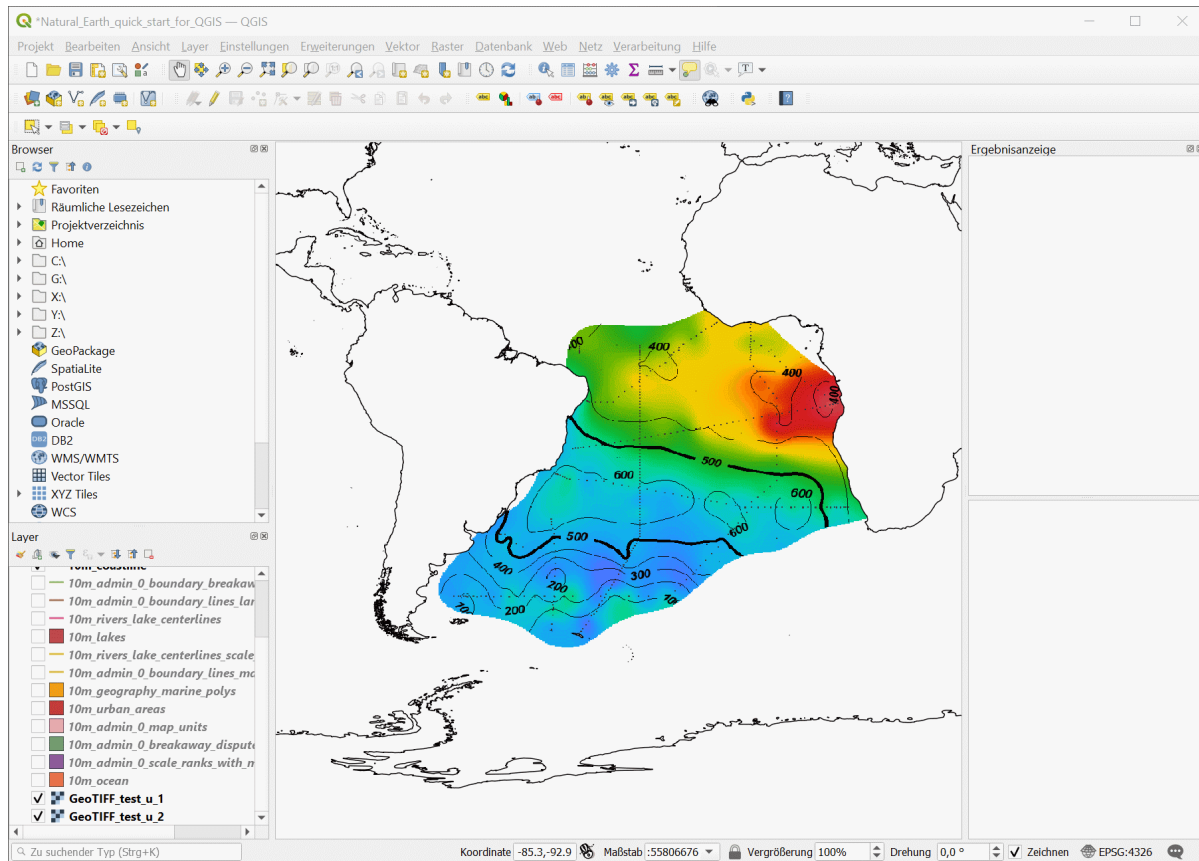 *Natural_Earth_quick_start_for_QGIS — QGIS
Projekt Bearbeiten Ansicht Layer Einstellungen Erweiterungen Vektor Raster Datenbank Web Netz Verarbeitung Hilfe
Browser
Favoriten
Räumliche Lesezeichen
Projektverzeichnis
Home
C:\
G:\
X:\
Y:\
Z:\
GeoPackage
SpatiaLite
PostGIS
MSSQL
Oracle
DB2
WMS/WMTS
Vector Tiles
XYZ Tiles
WCS
Layer
10m_coastline
10m_admin_0_boundary_breakaw
10m_admin_0_boundary_lines_lar
10m_rivers_lake_centerlines
10m_lakes
10m_rivers_lake_centerlines_scale
10m_admin_0_boundary_lines_ma
10m_geography_marine_polys
10m_urban_areas
10m_admin_0_map_units
10m_admin_0_breakaway_dispute
10m_admin_0_scale_ranks_with_m
10m_ocean
GeoTIFF_test_u_1
GeoTIFF_test_u_2
400
400
400
500
600
600
600
500
400
300
200
200
Ergebnisanzeige
Zu suchender Typ (Strg+K)
Koordinate -85.3,-92.9 Maßstab :55806676 Vergrößerung 100% Drehung 0,0 ° Zeichnen EPSG:4326